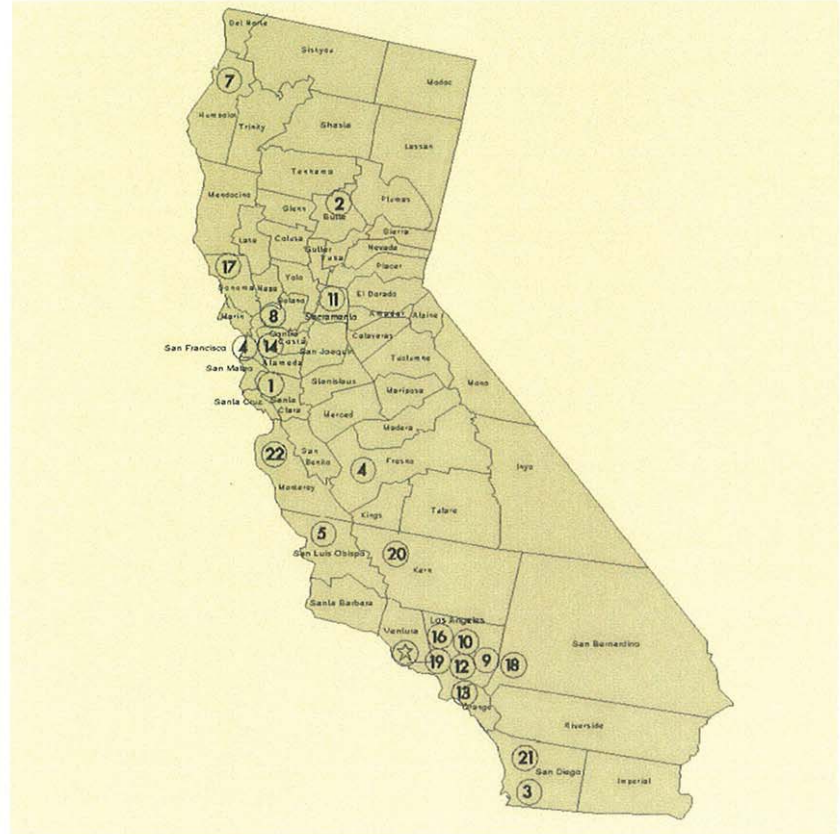 Del Norte
Siskyou
Modoc
7
Humboldt
Trinity
Shasta
Lassen
Tehama
Mendocino
Glenn
2
Butte
Plumas
Sierra
Lake
Colusa
Sutter
Yuba
Nevada
Placer
17
Sonoma
Napa
Yolo
11
El Dorado
Solano
Marin
8
Sacramento
Amador
Alpine
Contra
Costa
San Francisco
4
14
San Joaquin
Calaveras
Alameda
Tuolumne
San Mateo
1
Stanislaus
Mariposa
Mono
Santa Cruz
Santa
Clara
Merced
Madera
22
San
Benito
4
Fresno
Inyo
Monterey
Kings
Tulare
5
San Luis Obispo
20
Kern
Santa Barbara
Los Angeles
Ventura
16
10
San Bernardino
19
12
9
18
13
Orange
Riverside
21
San Diego
Imperial
3